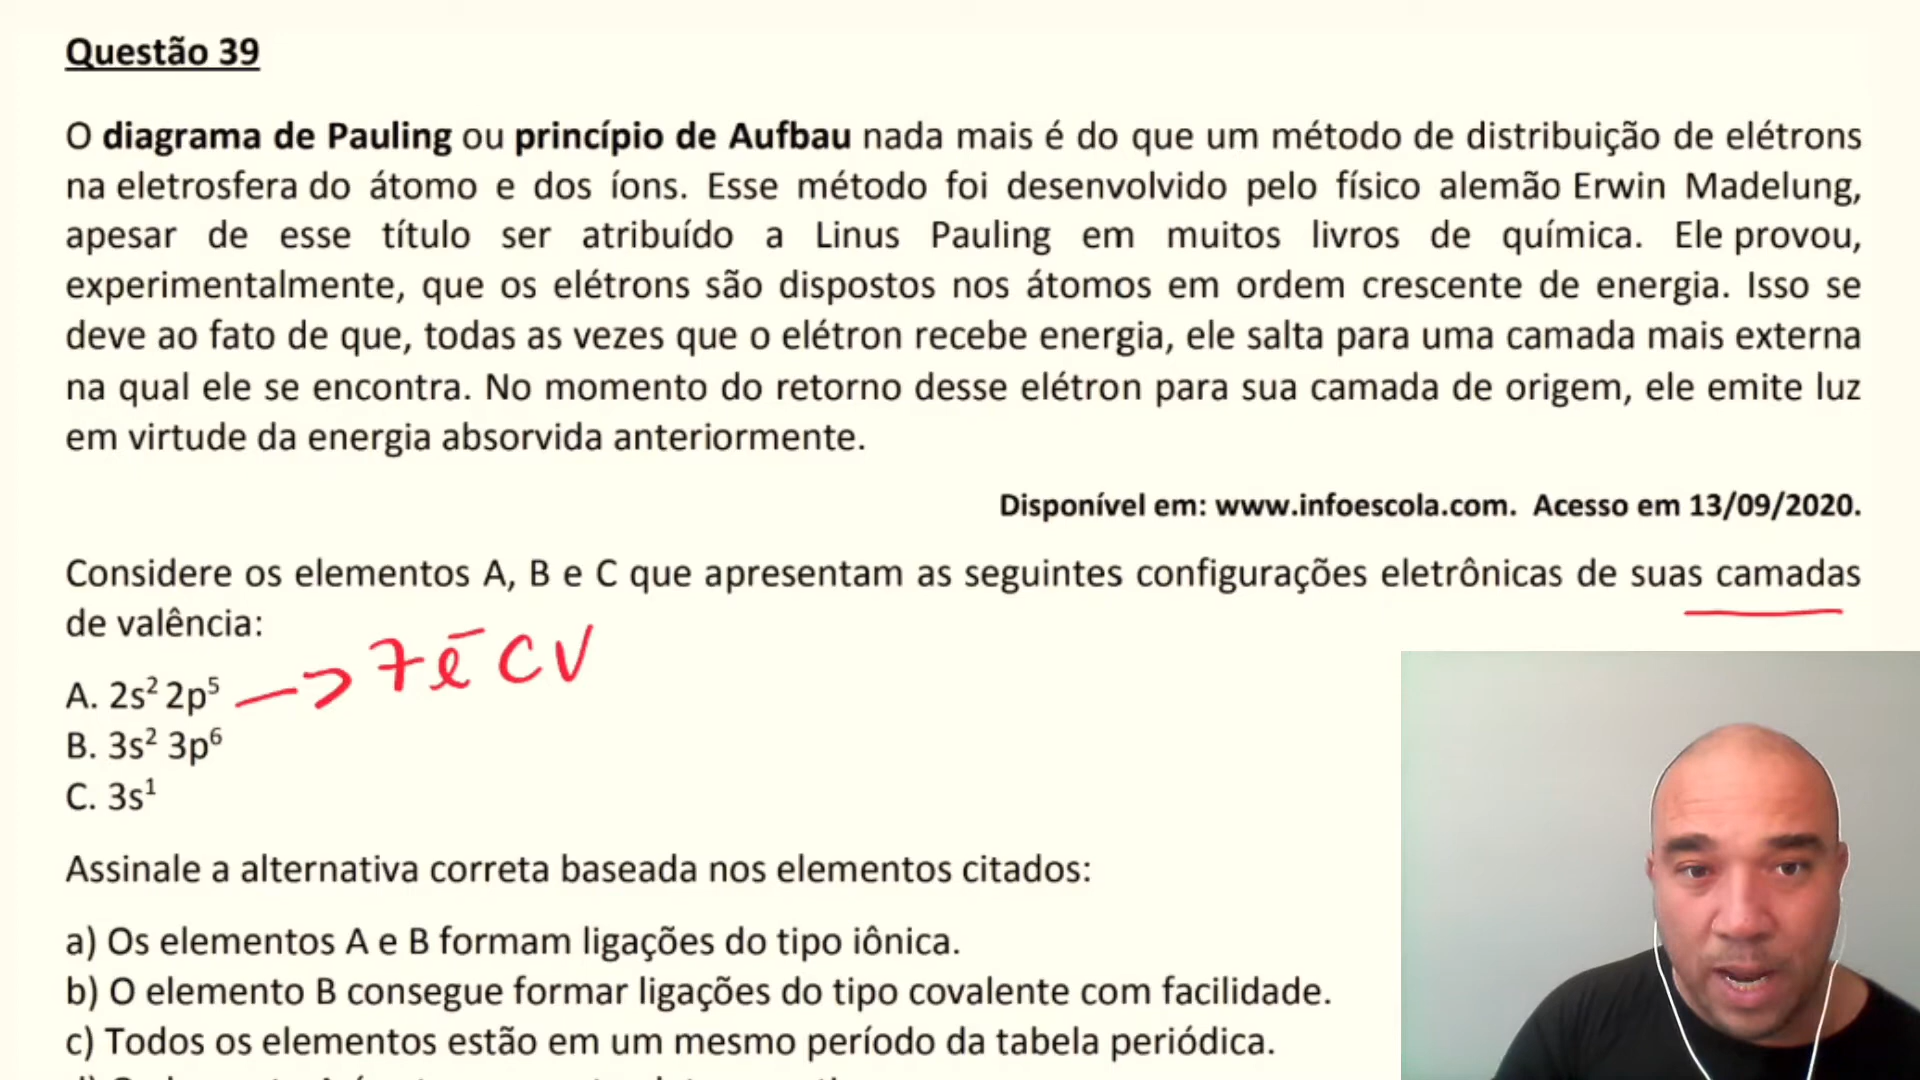 Questão 39
O diagrama de Pauling ou princípio de Aufbau nada mais é do que um método de distribuição de elétrons
na eletrosfera do átomo e dos íons. Esse método foi desenvolvido pelo físico alemão Erwin Madelung,
apesar de esse título ser atribuído a Linus Pauling em muitos livros de química. Ele provou,
experimentalmente, que os elétrons são dispostos nos átomos em ordem crescente de energia. Isso se
deve ao fato de que, todas as vezes que o elétron recebe energia, ele salta para uma camada mais externa
na qual ele se encontra. No momento do retorno desse elétron para sua camada de origem, ele emite luz
em virtude da energia absorvida anteriormente.
Disponível em: www.infoescola.com. Acesso em 13/09/2020.
Considere os elementos A, B e C que apresentam as seguintes configurações eletrônicas de suas camadas
de valência:
A. 2s² 2p⁵ → 7e⁻ CV
B. 3s² 3p⁶
C. 3s¹
Assinale a alternativa correta baseada nos elementos citados:
a) Os elementos A e B formam ligações do tipo iônica.
b) O elemento B consegue formar ligações do tipo covalente com facilidade.
c) Todos os elementos estão em um mesmo período da tabela periódica.